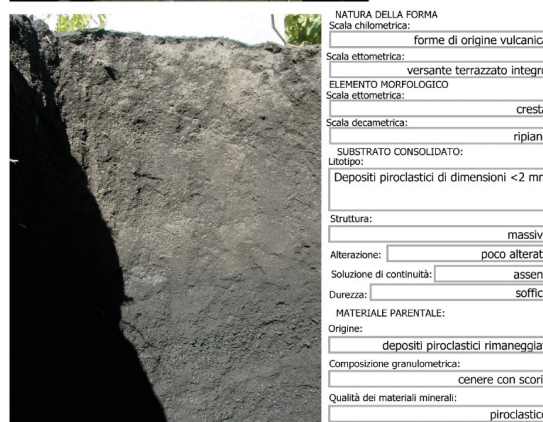 NATURA DELLA FORMA
Scala chilometrica:
forme di origine vulcanica
Scala ettometrica:
versante terrazzato integro
ELEMENTO MORFOLOGICO
Scala ettometrica:
cresta
Scala decametrica:
ripian
SUBSTRATO CONSOLIDATO:
Litotipo:
Depositi piroclastici di dimensioni <2 mm
Struttura:
massiv
Alterazione: poco alterat
Soluzione di continuità: assen
Durezza: soffic
MATERIALE PARENTALE:
Origine:
depositi piroclastici rimaneggiat
Composizione granulometrica:
cenere con scori
Qualità dei materiali minerali:
piroclastico